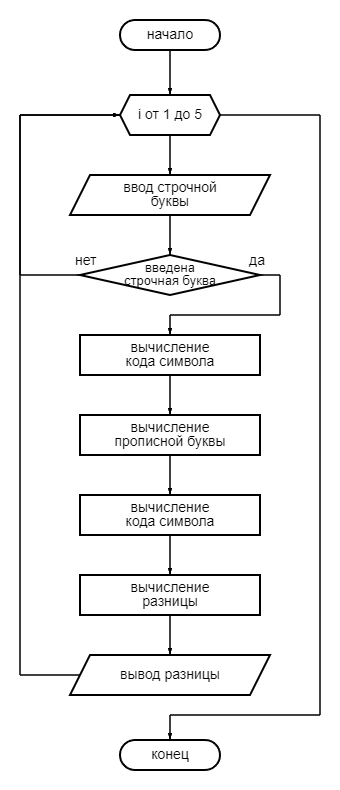 начало
i от 1 до 5
ввод строчной
буквы
нет
да
введена
строчная буква
вычисление
кода символа
вычисление
прописной буквы
вычисление
кода символа
вычисление
разницы
вывод разницы
конец